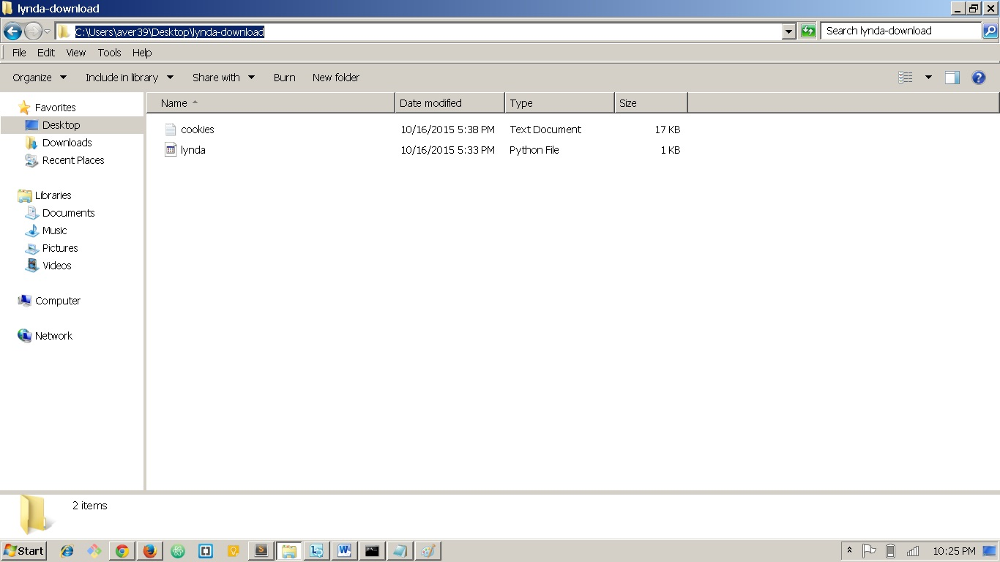 lynda-download
C:\Users\aver39\Desktop\lynda-download
Search lynda-download
File Edit View Tools Help
Organize Include in library Share with Burn New folder
Name Date modified Type Size
Favorites
Desktop
Downloads
Recent Places
Libraries
Documents
Music
Pictures
Videos
Computer
Network
cookies 10/16/2015 5:38 PM Text Document 17 KB
lynda 10/16/2015 5:33 PM Python File 1 KB
2 items
Start
10:25 PM